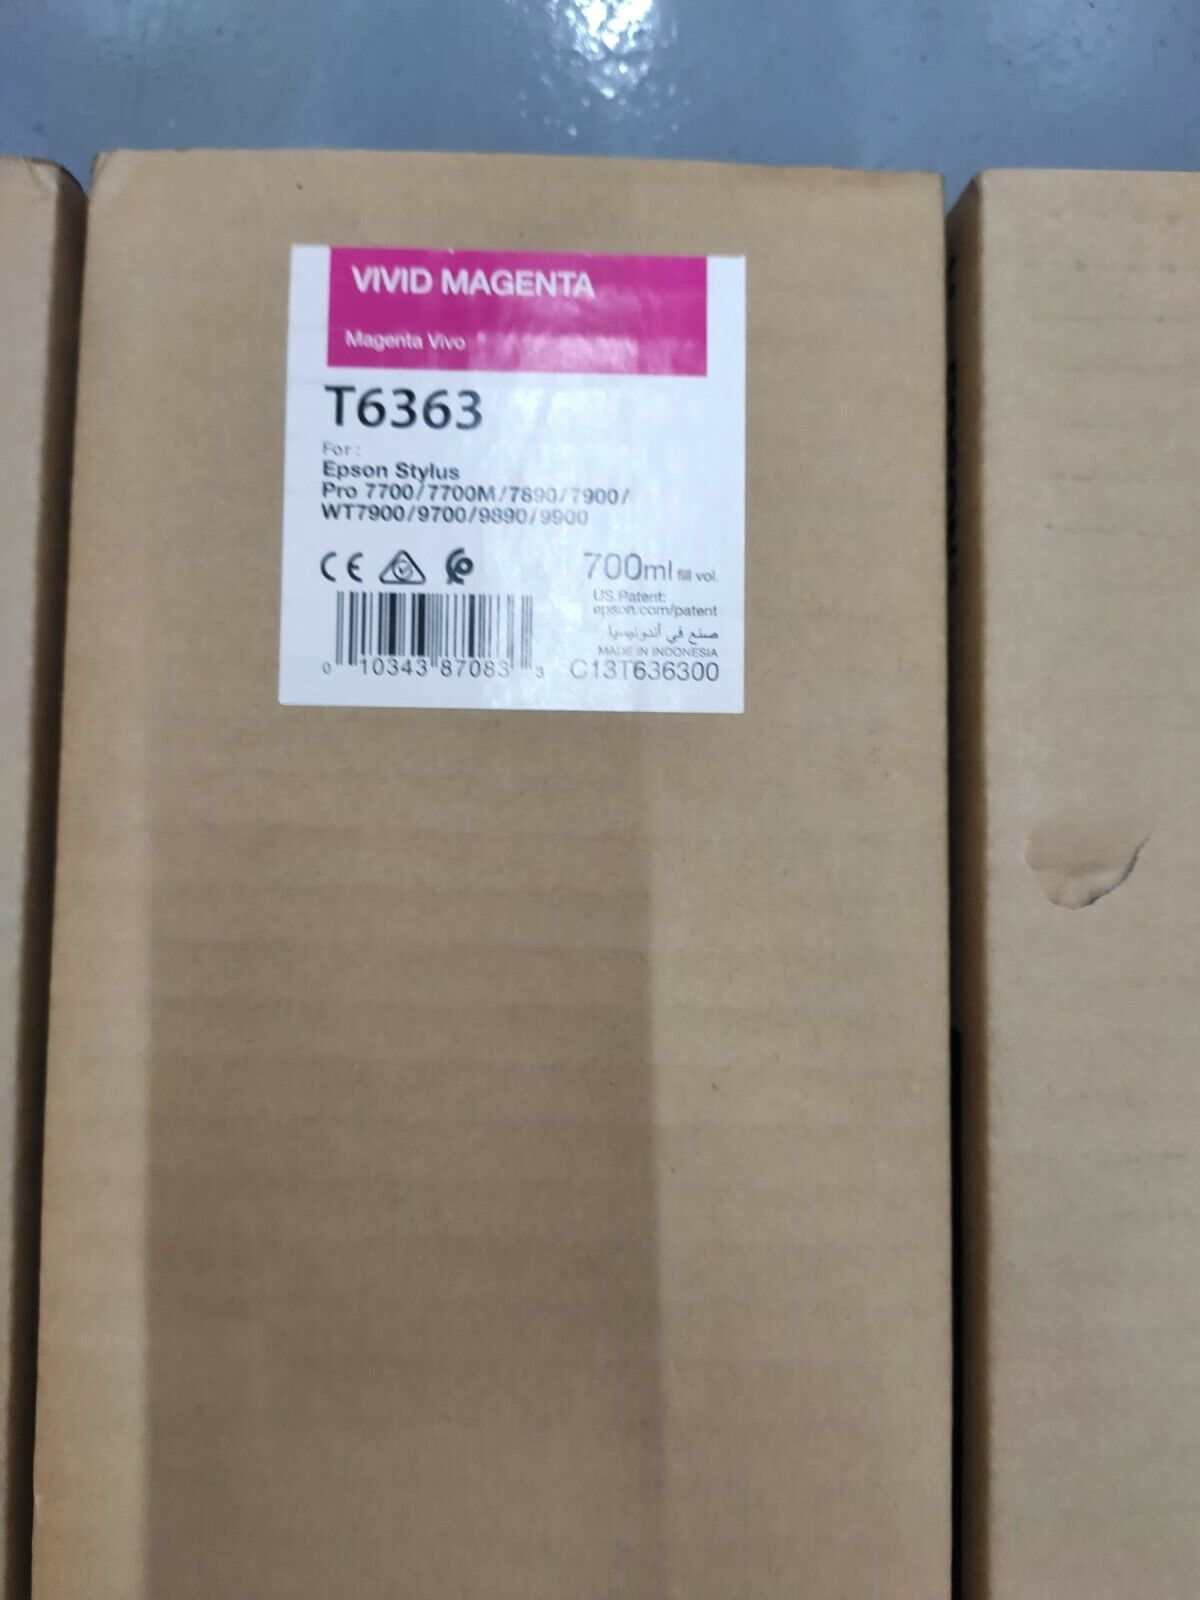 VIVID MAGENTA
Magenta Vivo
T6363
For :
Epson Stylus
Pro 7700/7700M/7890/7900/
WT7900/9700/9890/9900
CE
700ml fill vol.
US Patent:
epson.com/patent
صنع في أندونيسيا
MADE IN INDONESIA
0 10343 87083 3
C13T636300